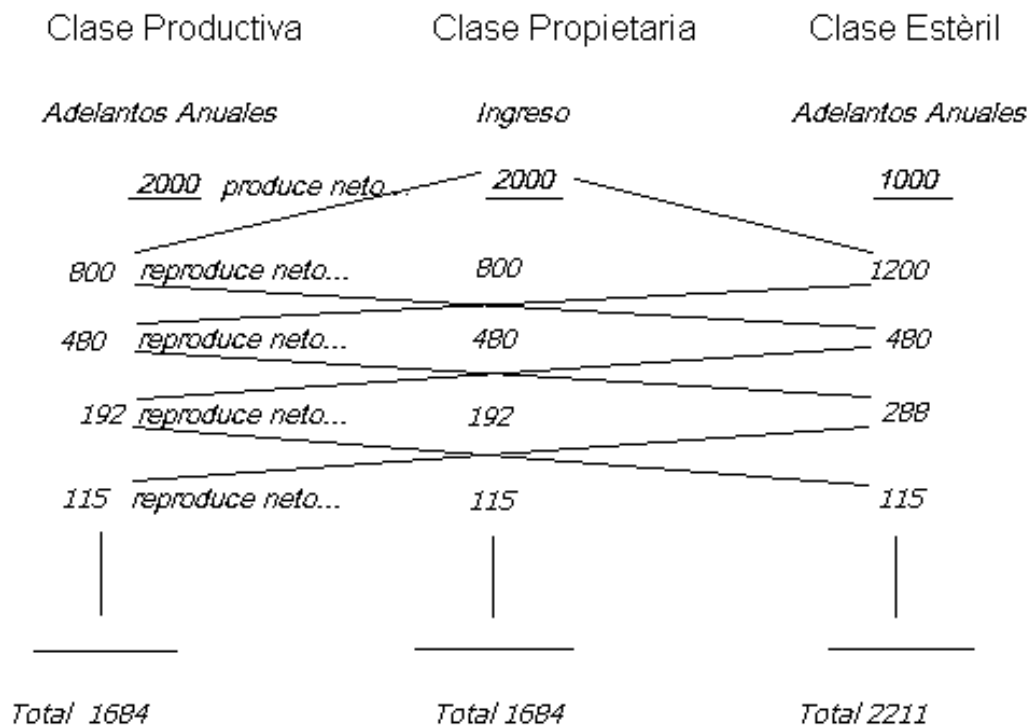 Clase Productiva Clase Propietaria Clase Estèril
Adelantos Anuales Ingreso Adelantos Anuales
2000 produce neto... 2000 1000
800 reproduce neto... 800 1200
480 reproduce neto... 480 480
192 reproduce neto... 192 288
115 reproduce neto... 115 115
Total 1684 Total 1684 Total 2211